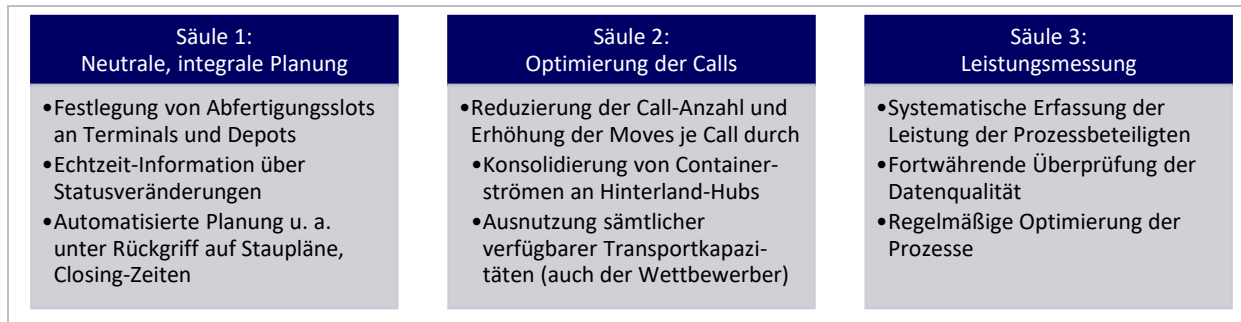 Säule 1:
Neutrale, integrale Planung
•Festlegung von Abfertigungsslots
an Terminals und Depots
•Echtzeit-Information über
Statusveränderungen
•Automatisierte Planung u. a.
unter Rückgriff auf Staupläne,
Closing-Zeiten
Säule 2:
Optimierung der Calls
•Reduzierung der Call-Anzahl und
Erhöhung der Moves je Call durch
•Konsolidierung von Container-
strömen an Hinterland-Hubs
•Ausnutzung sämtlicher
verfügbarer Transportkapazi-
täten (auch der Wettbewerber)
Säule 3:
Leistungsmessung
•Systematische Erfassung der
Leistung der Prozessbeteiligten
•Fortwährende Überprüfung der
Datenqualität
•Regelmäßige Optimierung der
Prozesse